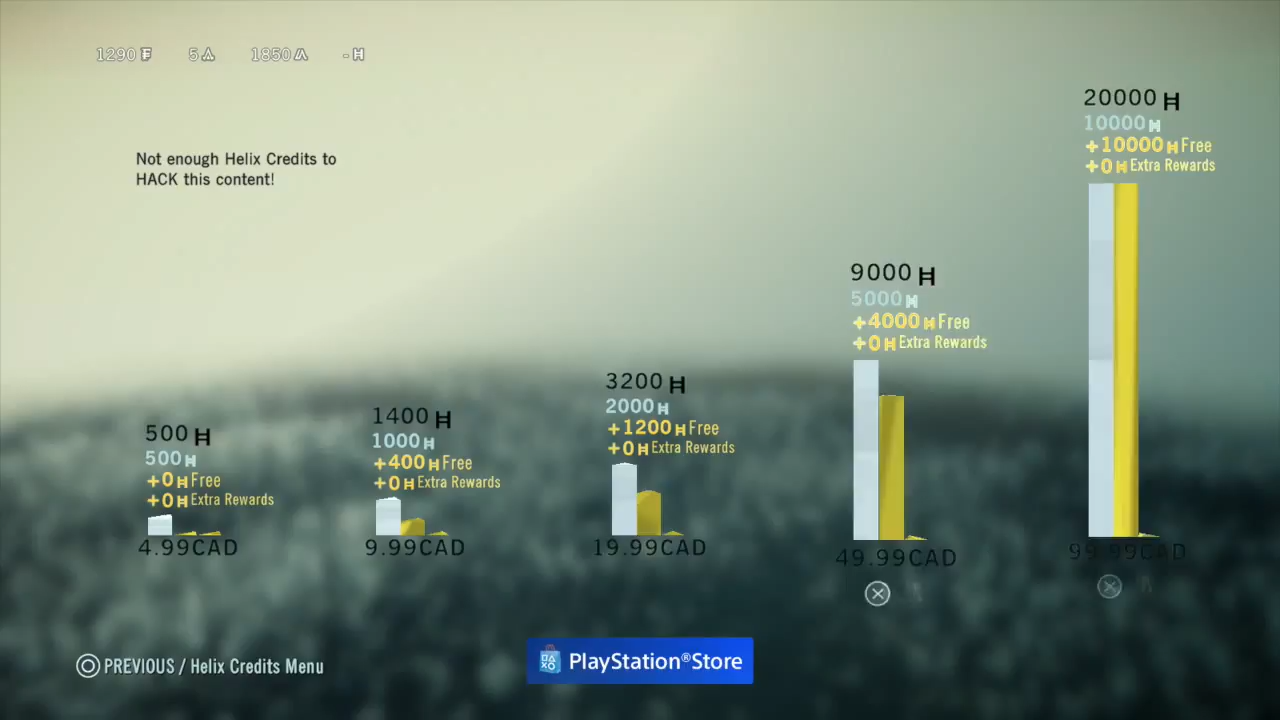 1290 5 1850 - H
Not enough Helix Credits to
HACK this content!
500 H
500 H
+0 H Free
+0 H Extra Rewards
4.99CAD
1400 H
1000 H
+400 H Free
+0 H Extra Rewards
9.99CAD
3200 H
2000 H
+1200 H Free
+0 H Extra Rewards
19.99CAD
9000 H
5000 H
+4000 H Free
+0 H Extra Rewards
49.99CAD
20000 H
10000 H
+10000 H Free
+0 H Extra Rewards
99.99CAD
PREVIOUS / Helix Credits Menu
PlayStation®Store